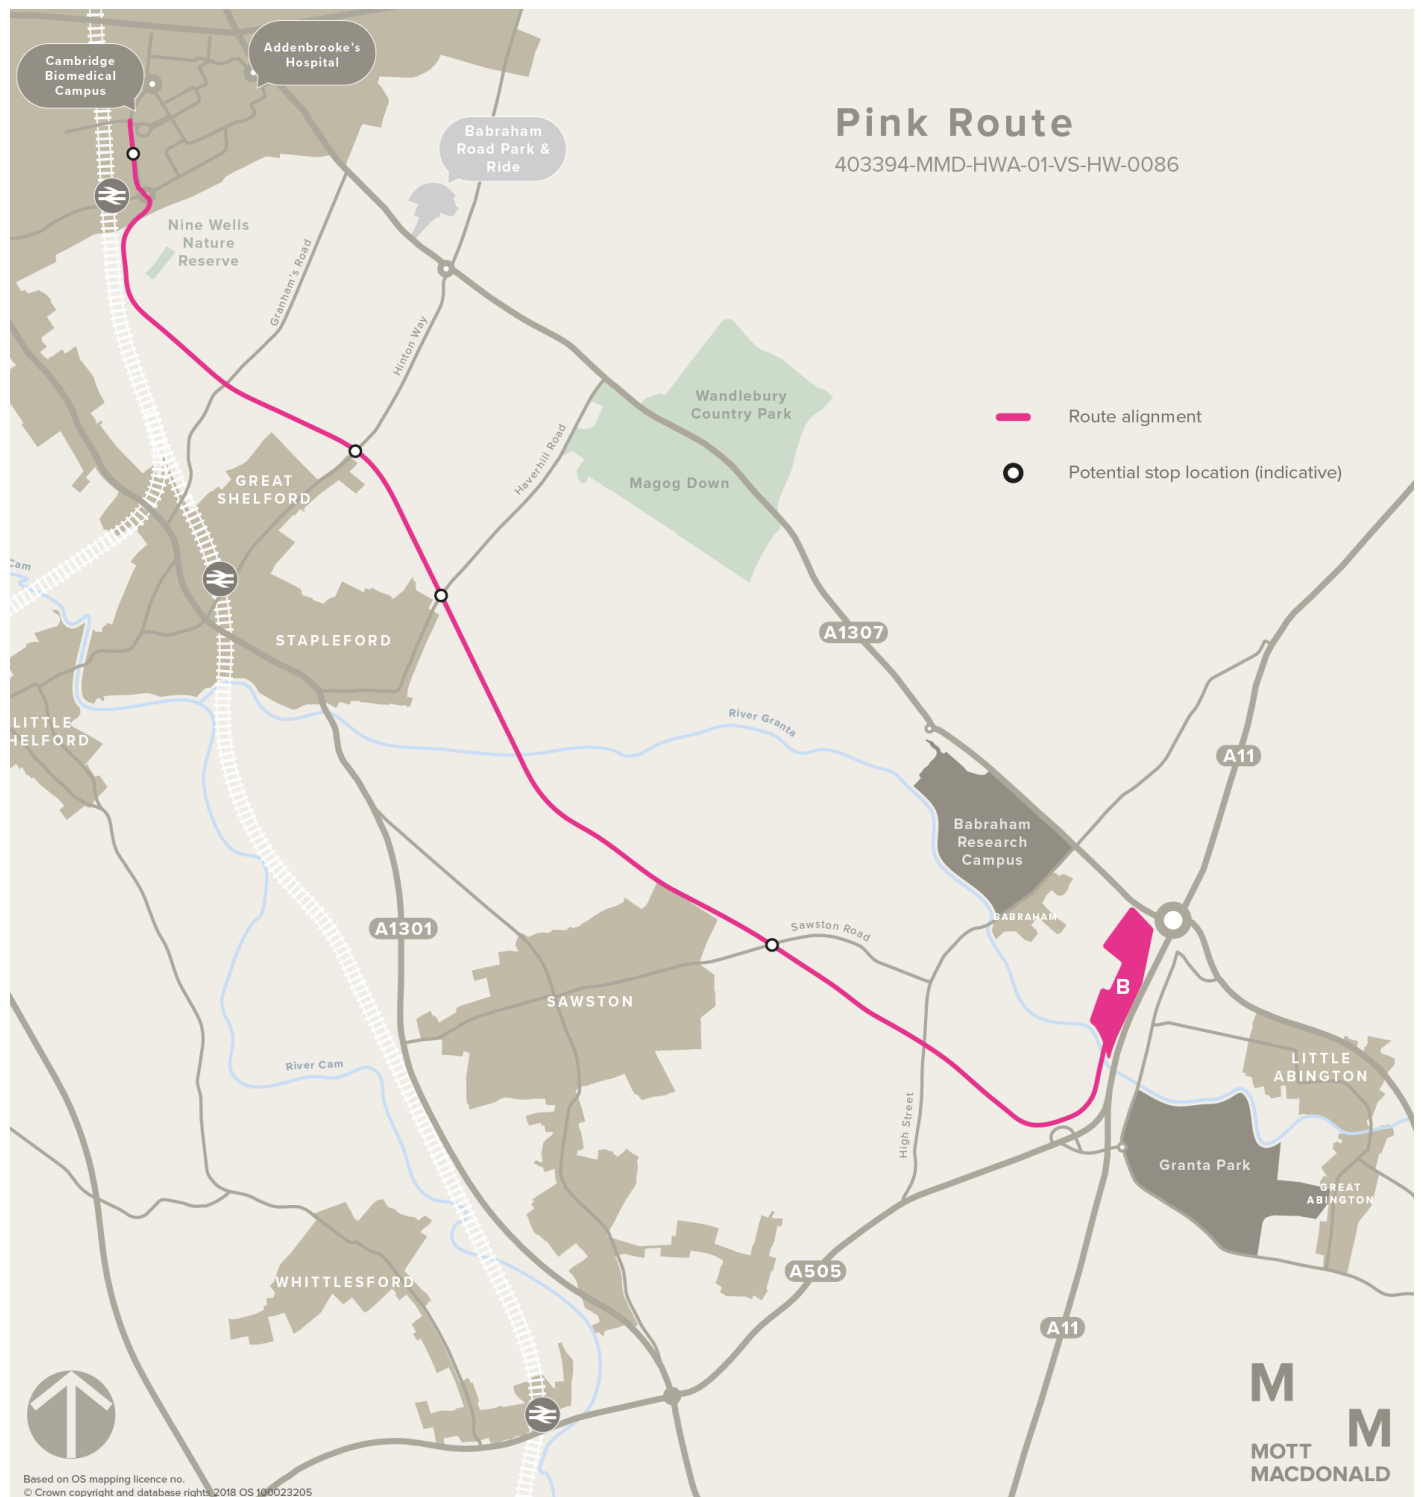 Cambridge
Biomedical
Campus
Addenbrooke's
Hospital
Babraham
Road Park &
Ride
Pink Route
403394-MMD-HWA-01-VS-HW-0086
Nine Wells
Nature
Reserve
Granham's Road
Hinton Way
Haverhill Road
Wandlebury
Country Park
Magog Down
Route alignment
Potential stop location (indicative)
GREAT
SHELFORD
Cam
STAPLEFORD
A1307
LITTLE
HELFORD
River Granta
A11
Babraham
Research
Campus
BABRAHAM
A1301
Sawston Road
SAWSTON
B
River Cam
High Street
LITTLE
ABINGTON
Granta Park
GREAT
ABINGTON
WHITTLESFORD
A505
A11
M
M
MOTT
MACDONALD
Based on OS mapping licence no.
© Crown copyright and database rights 2018 OS 100023205